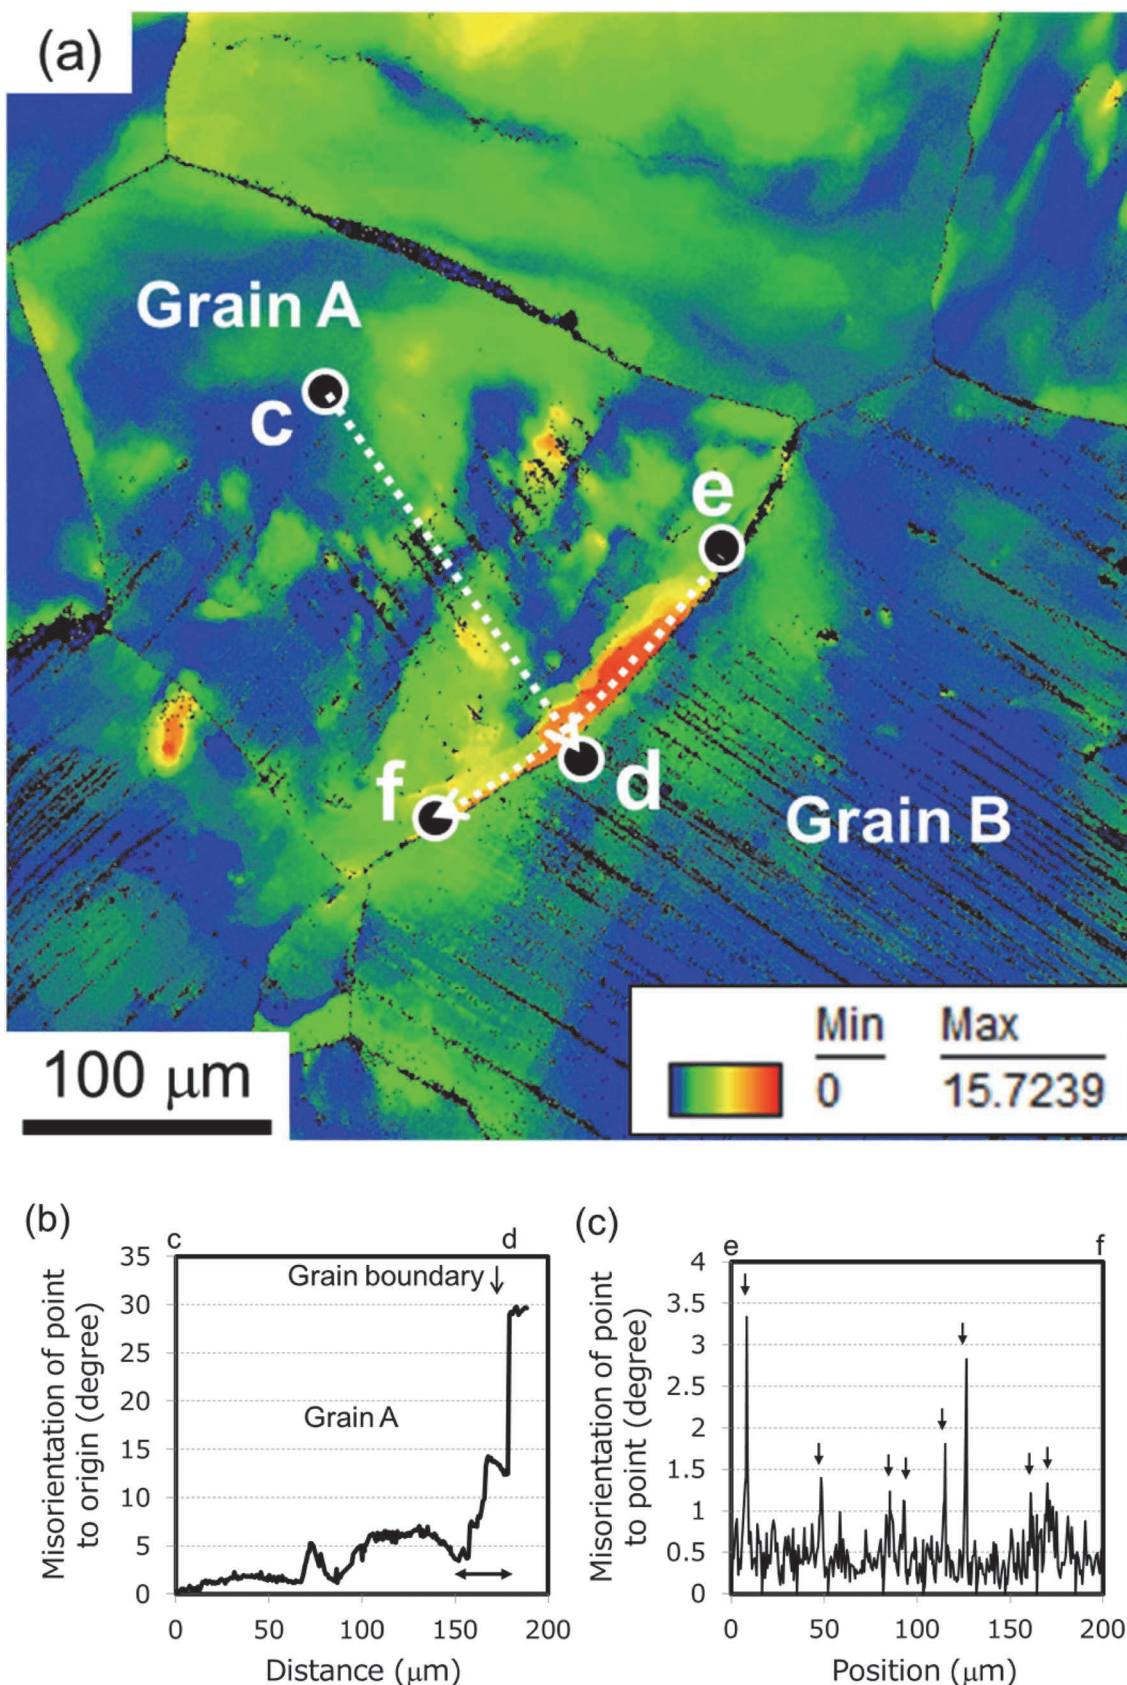 (a)
Grain A
c
e
d
f
Grain B
Min Max
0 15.7239
100 μm
(b)
c d
Misorientation of point
to origin (degree)
35
30
25
20
15
10
5
0
Grain boundary
Grain A
0 50 100 150 200
Distance (μm)
(c)
e f
Misorientation of point
to point (degree)
4
3.5
3
2.5
2
1.5
1
0.5
0
0 50 100 150 200
Position (μm)